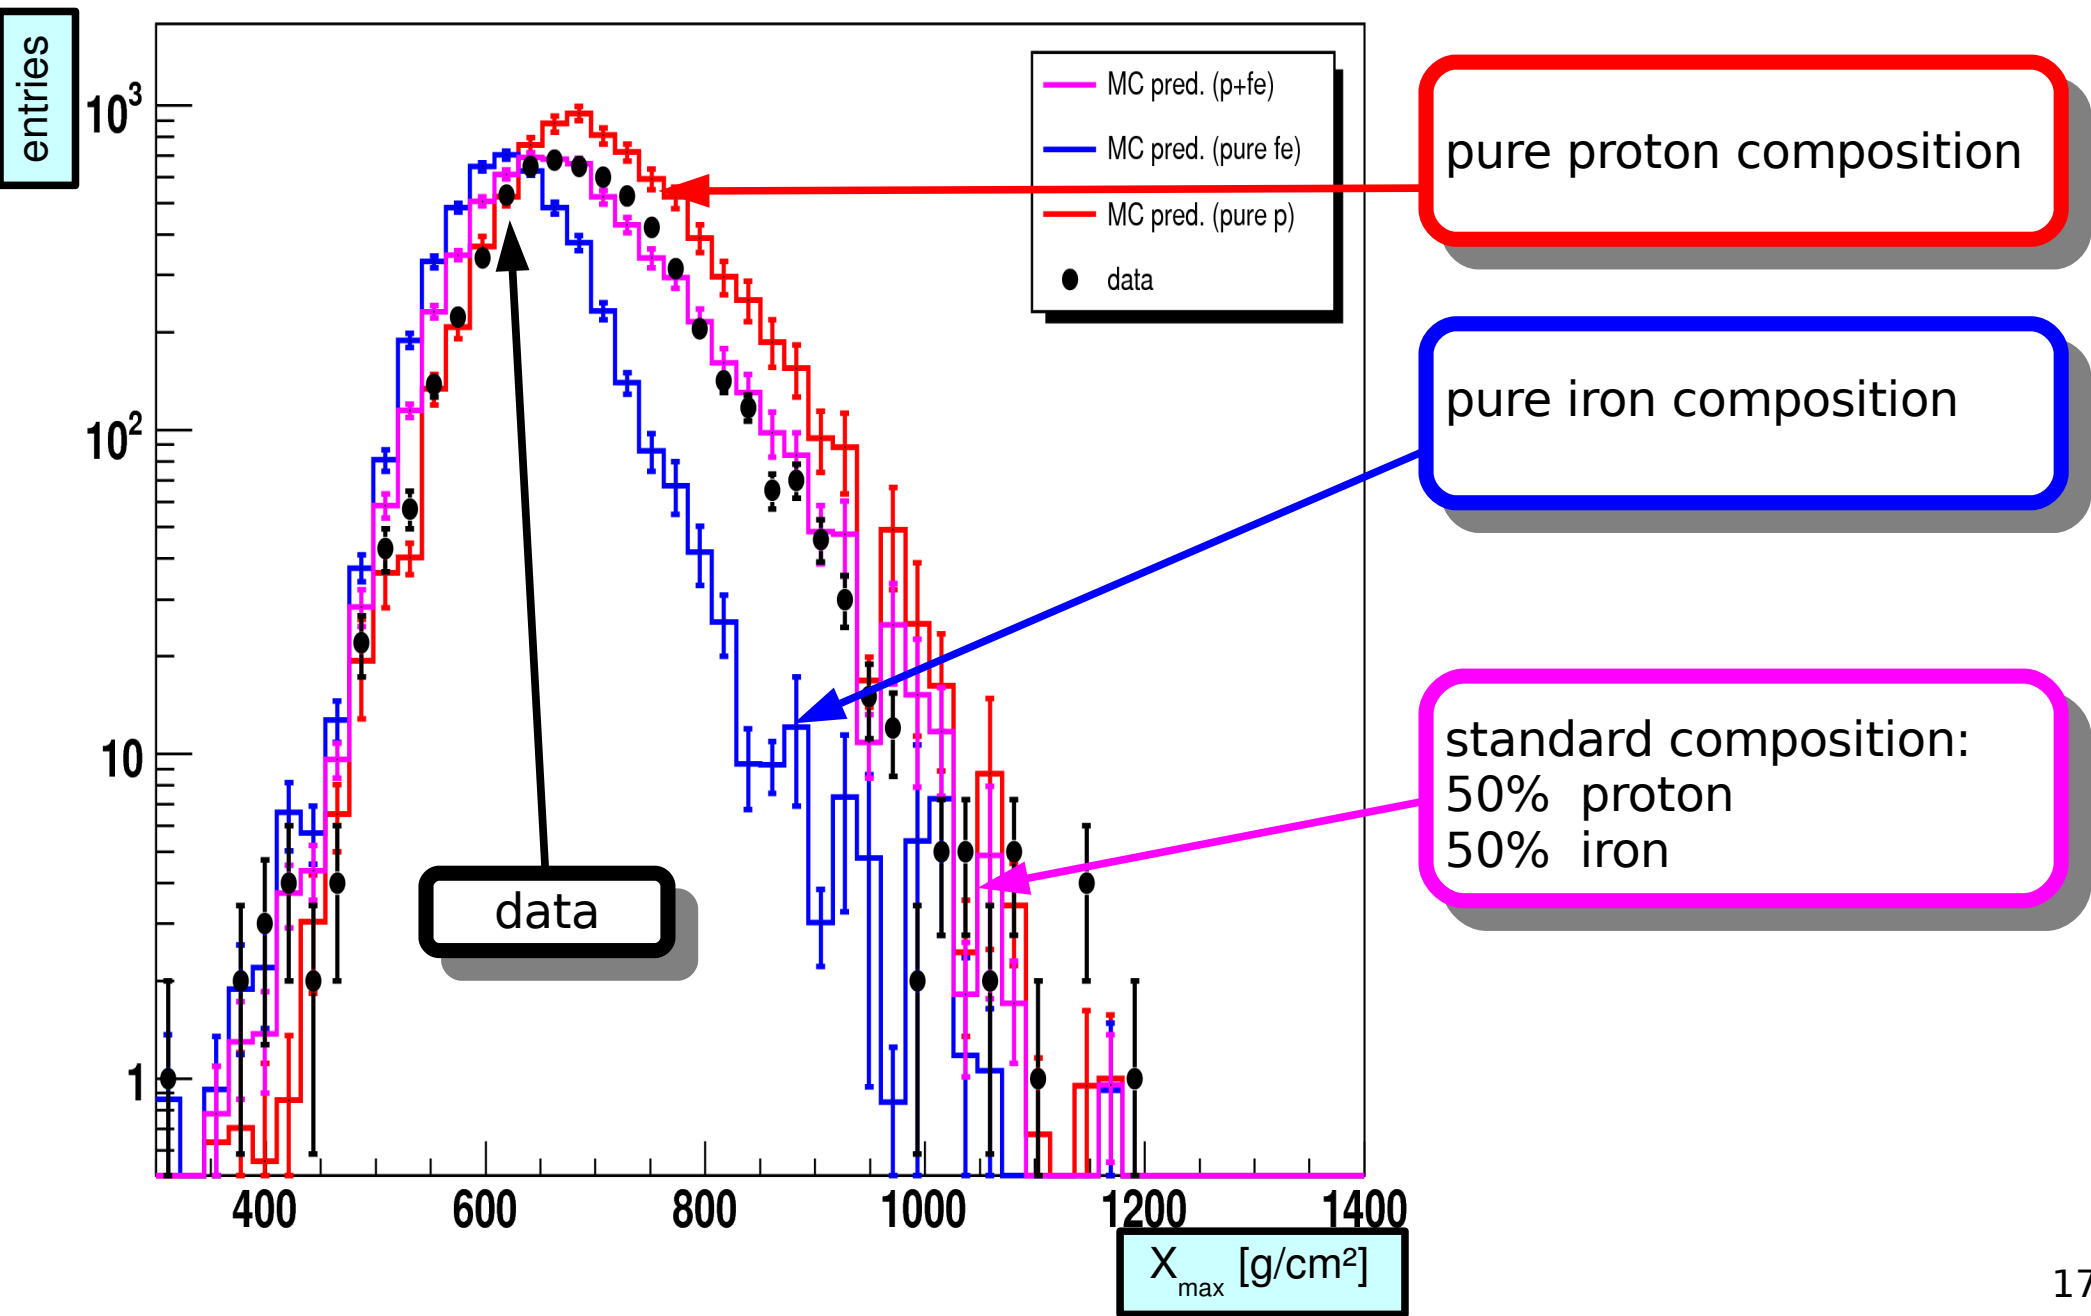 entries
10³
10²
10
1
MC pred. (p+fe)
MC pred. (pure fe)
MC pred. (pure p)
data
pure proton composition
pure iron composition
standard composition:
50% proton
50% iron
data
400 600 800 1000 1200 1400
Xmax [g/cm²]
17